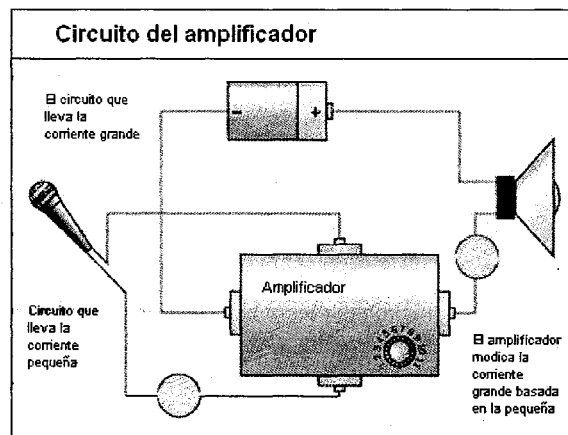 Circuito del amplificador
El circuito que
lleva la
corriente grande
- +
Amplificador
Circuito que
lleva la
corriente
pequeña
El amplificador
modica la
corriente
grande basada
en la pequeña